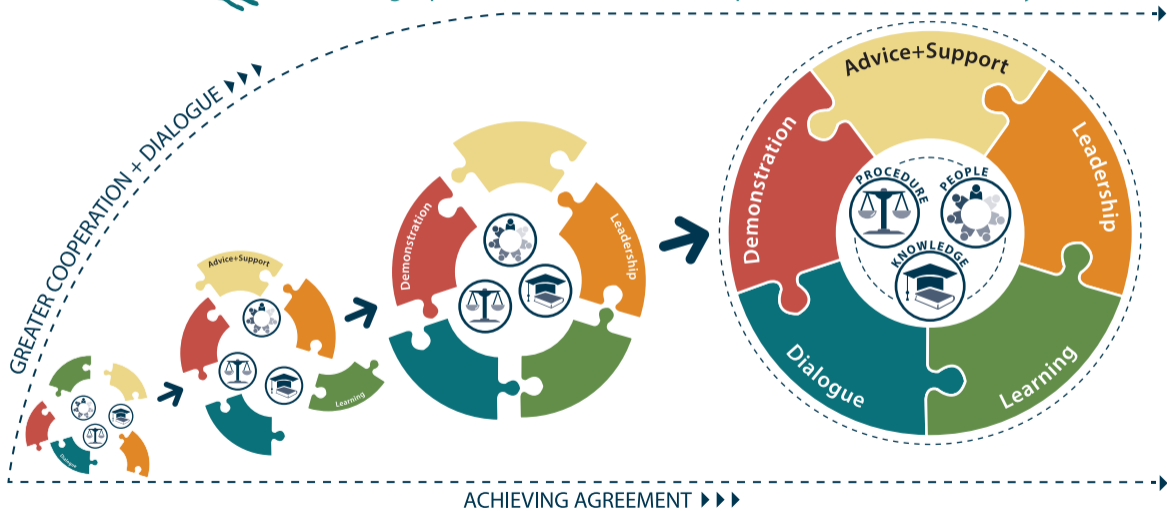 GREATER COOPERATION + DIALOGUE
Dialogue
Advice+Support
Learning
Demonstration
Leadership
Advice+Support
Demonstration
Leadership
PROCEDURE
PEOPLE
KNOWLEDGE
Dialogue
Learning
ACHIEVING AGREEMENT